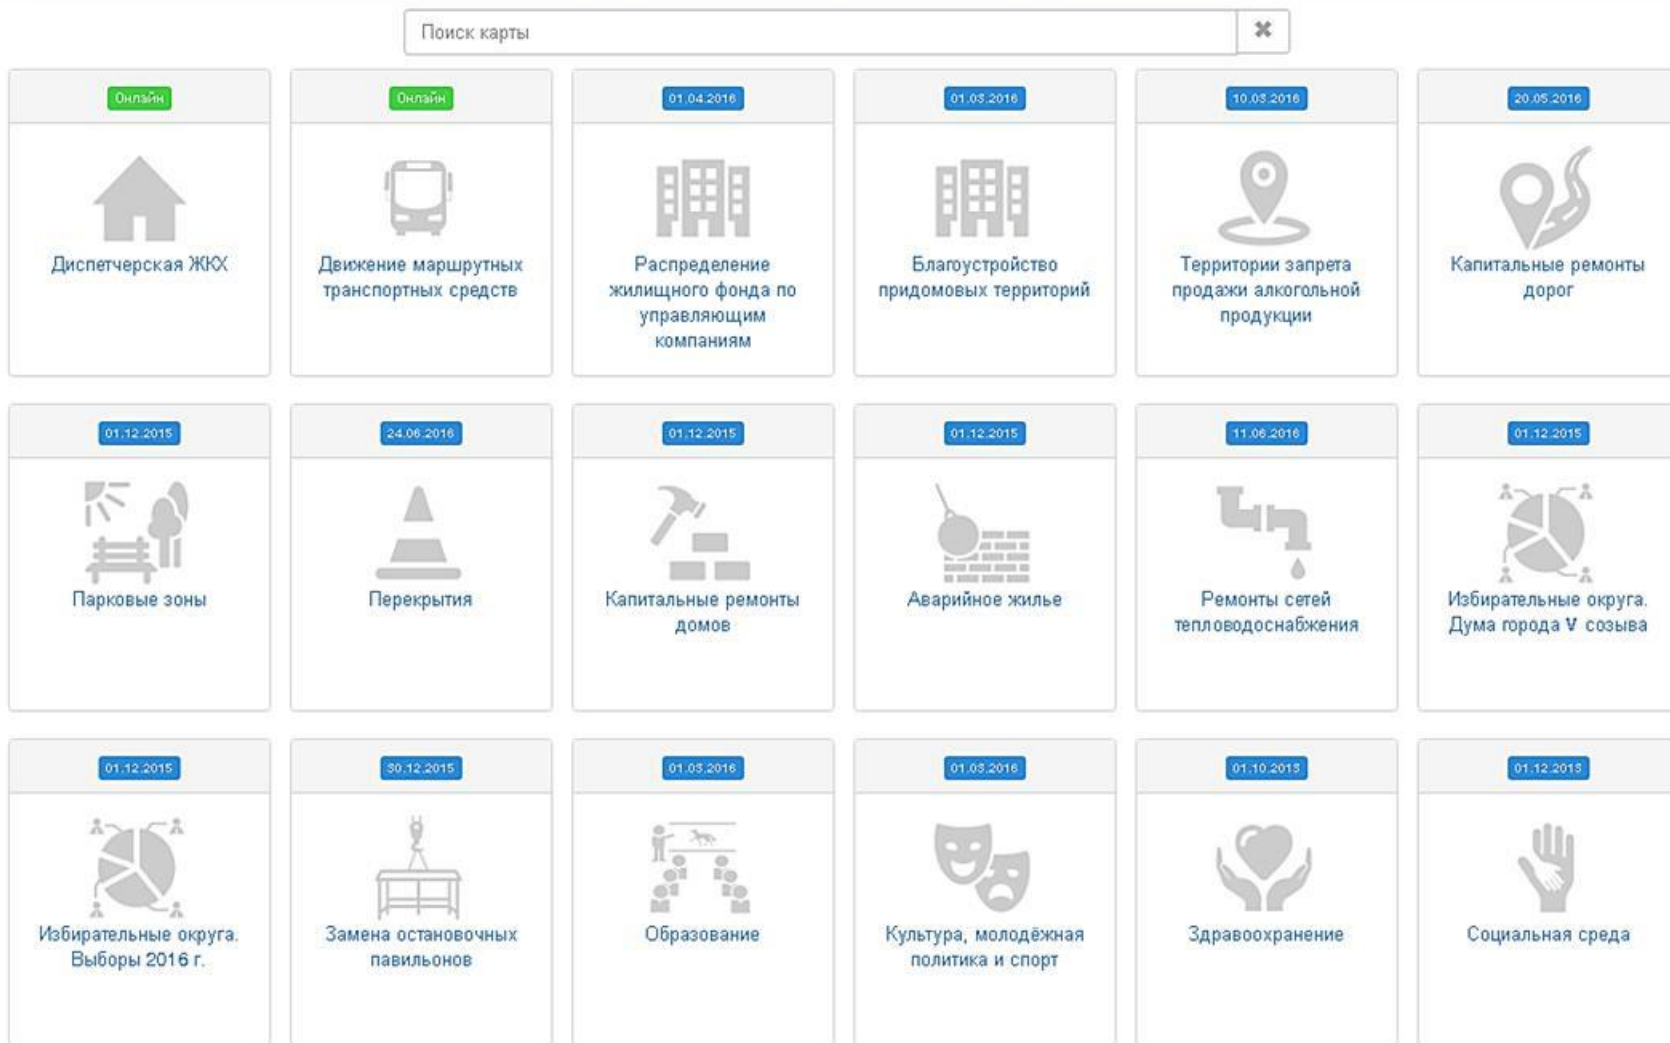 Поиск карты
Онлайн
Диспетчерская ЖКХ
Онлайн
Движение маршрутных
транспортных средств
01.04.2016
Распределение
жилищного фонда по
управляющим
компаниям
01.03.2016
Благоустройство
придомовых территорий
10.03.2016
Территории запрета
продажи алкогольной
продукции
20.05.2016
Капитальные ремонты
дорог
01.12.2015
Парковые зоны
24.06.2016
Перекрытия
01.12.2015
Капитальные ремонты
домов
01.12.2015
Аварийное жилье
11.06.2016
Ремонты сетей
тепловодоснабжения
01.12.2015
Избирательные округа.
Дума города V созыва
01.12.2015
Избирательные округа.
Выборы 2016 г.
30.12.2015
Замена остановочных
павильонов
01.03.2016
Образование
01.03.2016
Культура, молодёжная
политика и спорт
01.10.2015
Здравоохранение
01.12.2015
Социальная среда